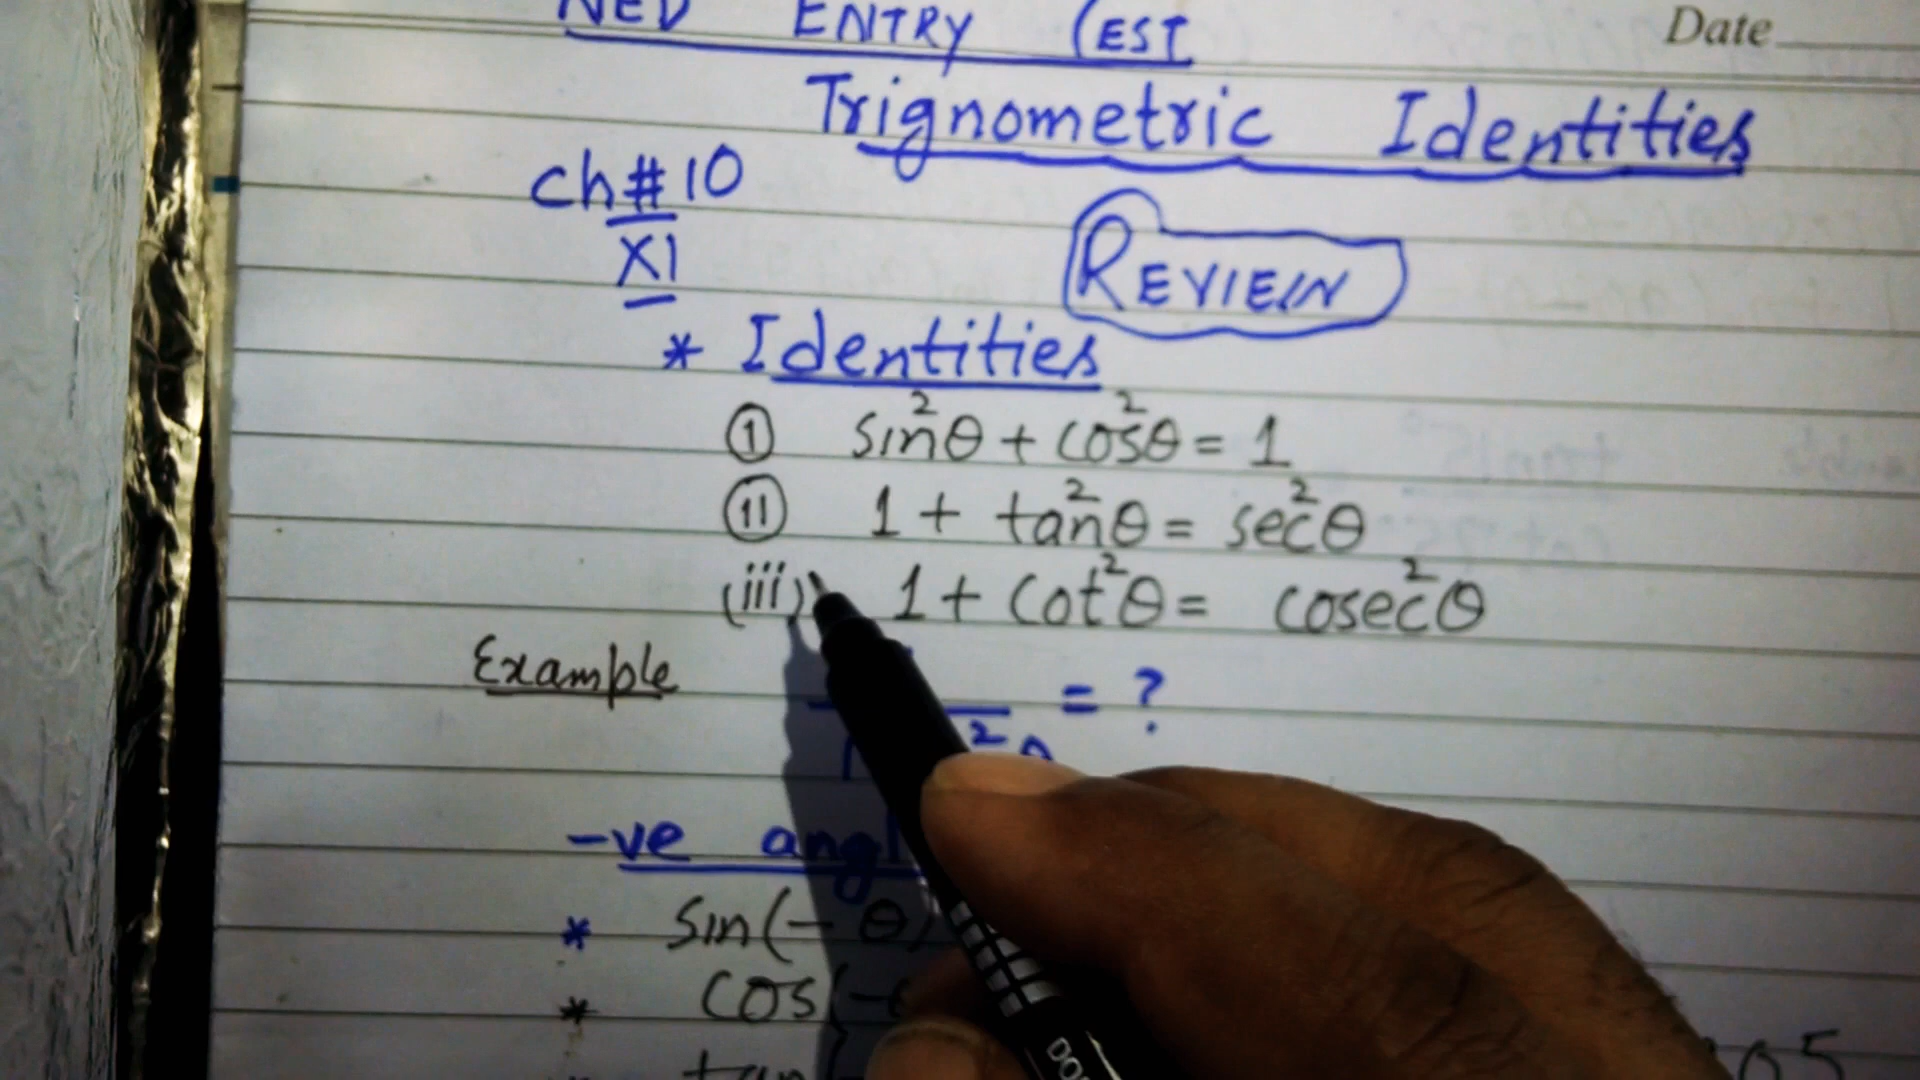 NED ENTRY TEST
Date
Trignometric Identities
Ch#10
XI
REVIEW
* Identities
(I) sin²θ + cos²θ = 1
(II) 1 + tan²θ = sec²θ
(iii) 1 + cot²θ = cosec²θ
Example = ?
-ve
* sin(-θ)
* cos(-
tan